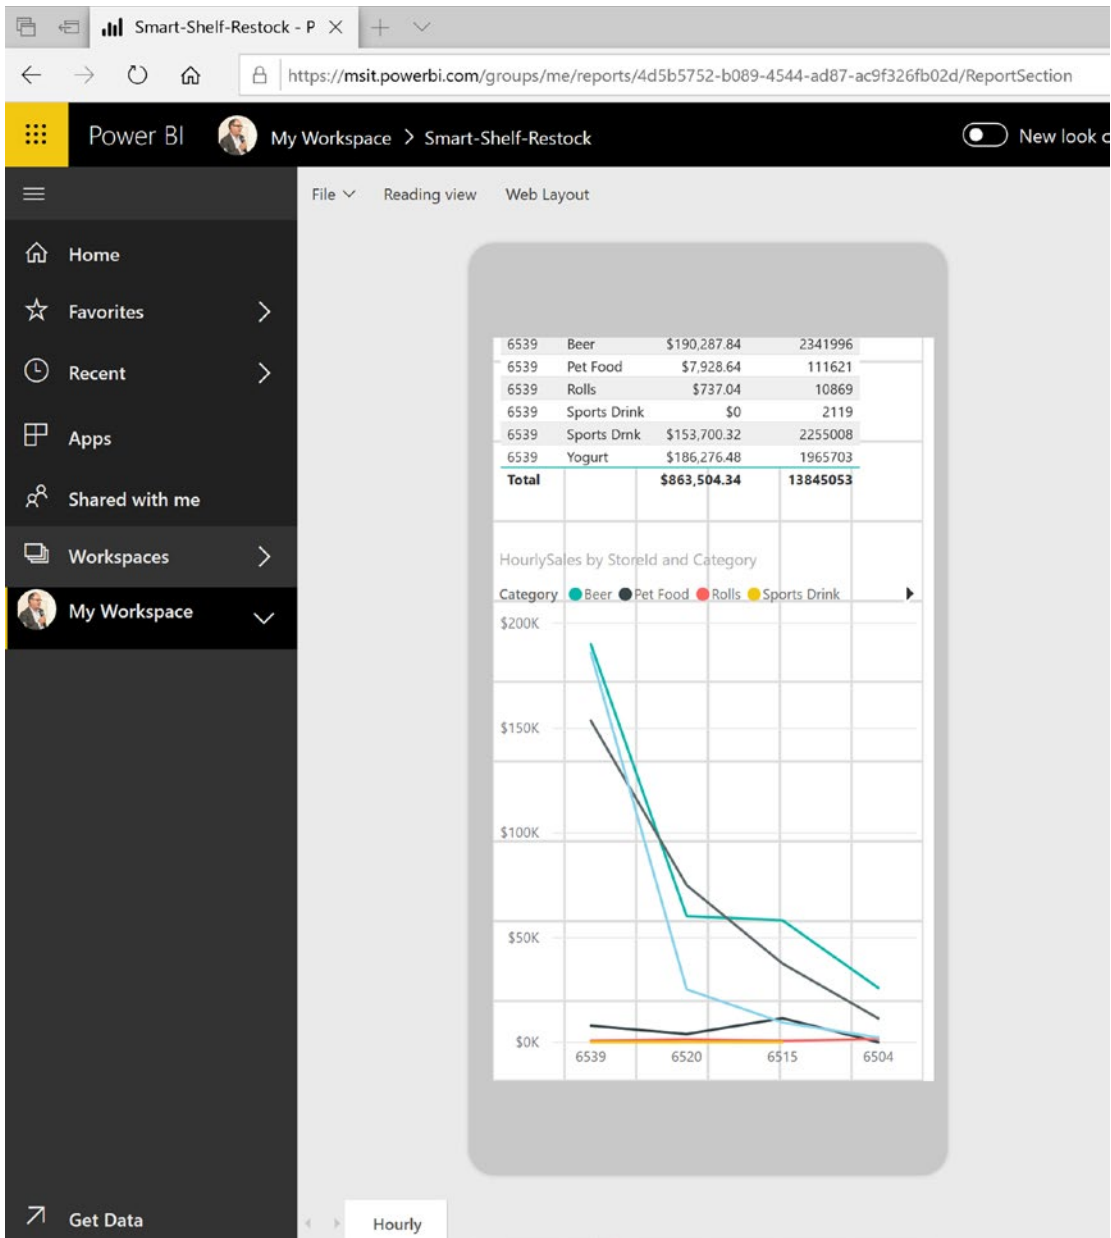 Smart-Shelf-Restock - P
https://msit.powerbi.com/groups/me/reports/4d5b5752-b089-4544-ad87-ac9f326fb02d/ReportSection
Power BI My Workspace > Smart-Shelf-Restock New look o
File Reading view Web Layout
Home
Favorites
Recent
Apps
Shared with me
Workspaces
My Workspace
Get Data
6539 Beer $190,287.84 2341996
6539 Pet Food $7,928.64 111621
6539 Rolls $737.04 10869
6539 Sports Drink $0 2119
6539 Sports Drnk $153,700.32 2255008
6539 Yogurt $186,276.48 1965703
Total $863,504.34 13845053
HourlySales by StoreId and Category
Category Beer Pet Food Rolls Sports Drink
$200K
$150K
$100K
$50K
$0K
6539 6520 6515 6504
Hourly